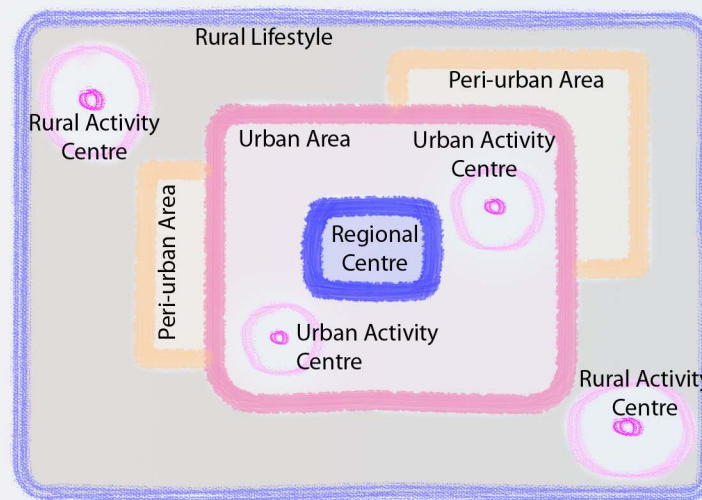 Rural Lifestyle
Peri-urban Area
Rural Activity
Centre
Urban Area
Urban Activity
Centre
Peri-urban Area
Regional
Centre
Urban Activity
Centre
Rural Activity
Centre